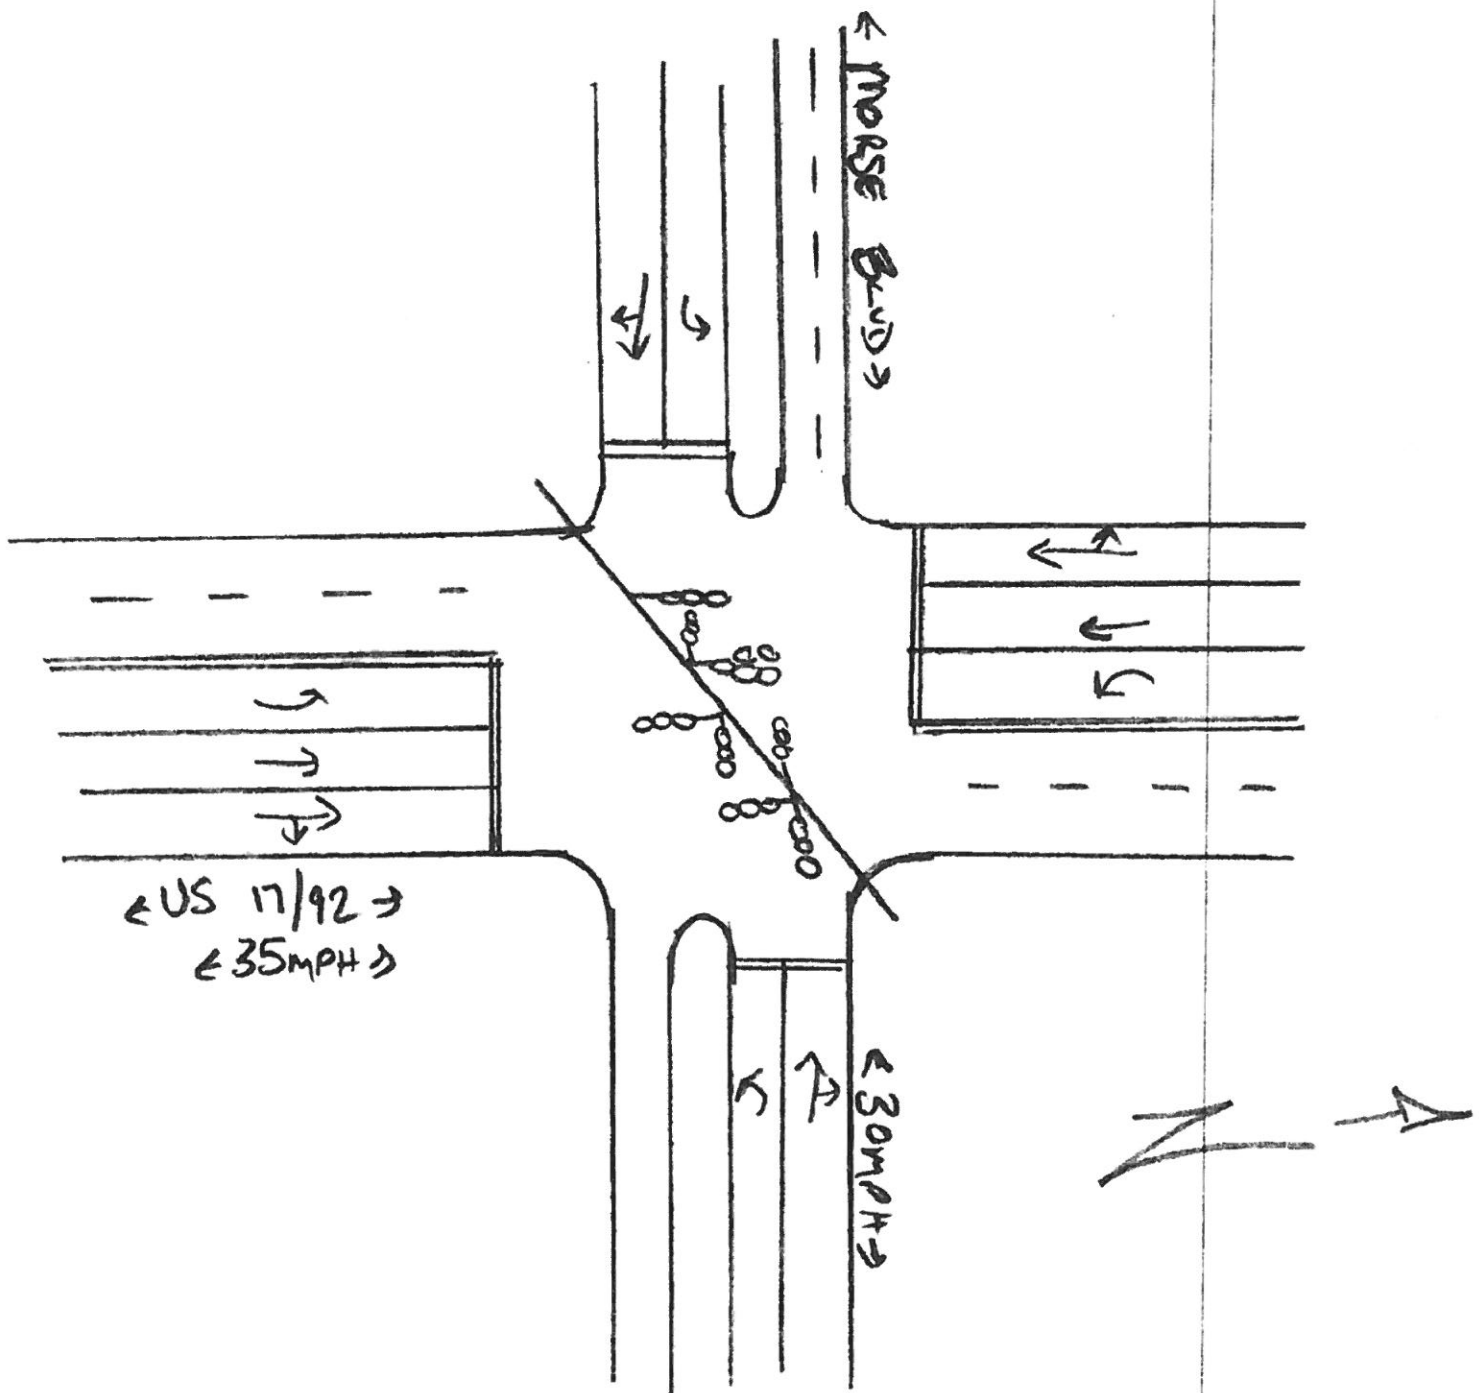 ← MORSE BLVD →
← US 17/92 →
← 35MPH →
← 30MPH →
N